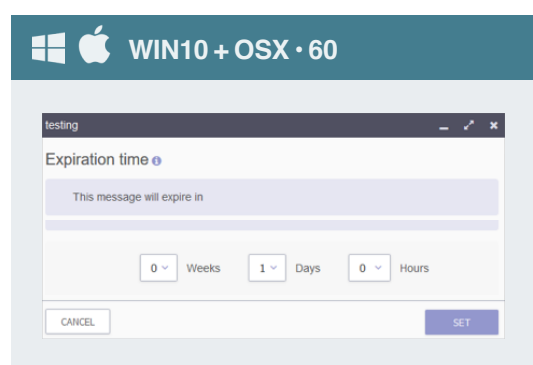 WIN10 + OSX · 60
testing
Expiration time
This message will expire in
0 Weeks 1 Days 0 Hours
CANCEL SET